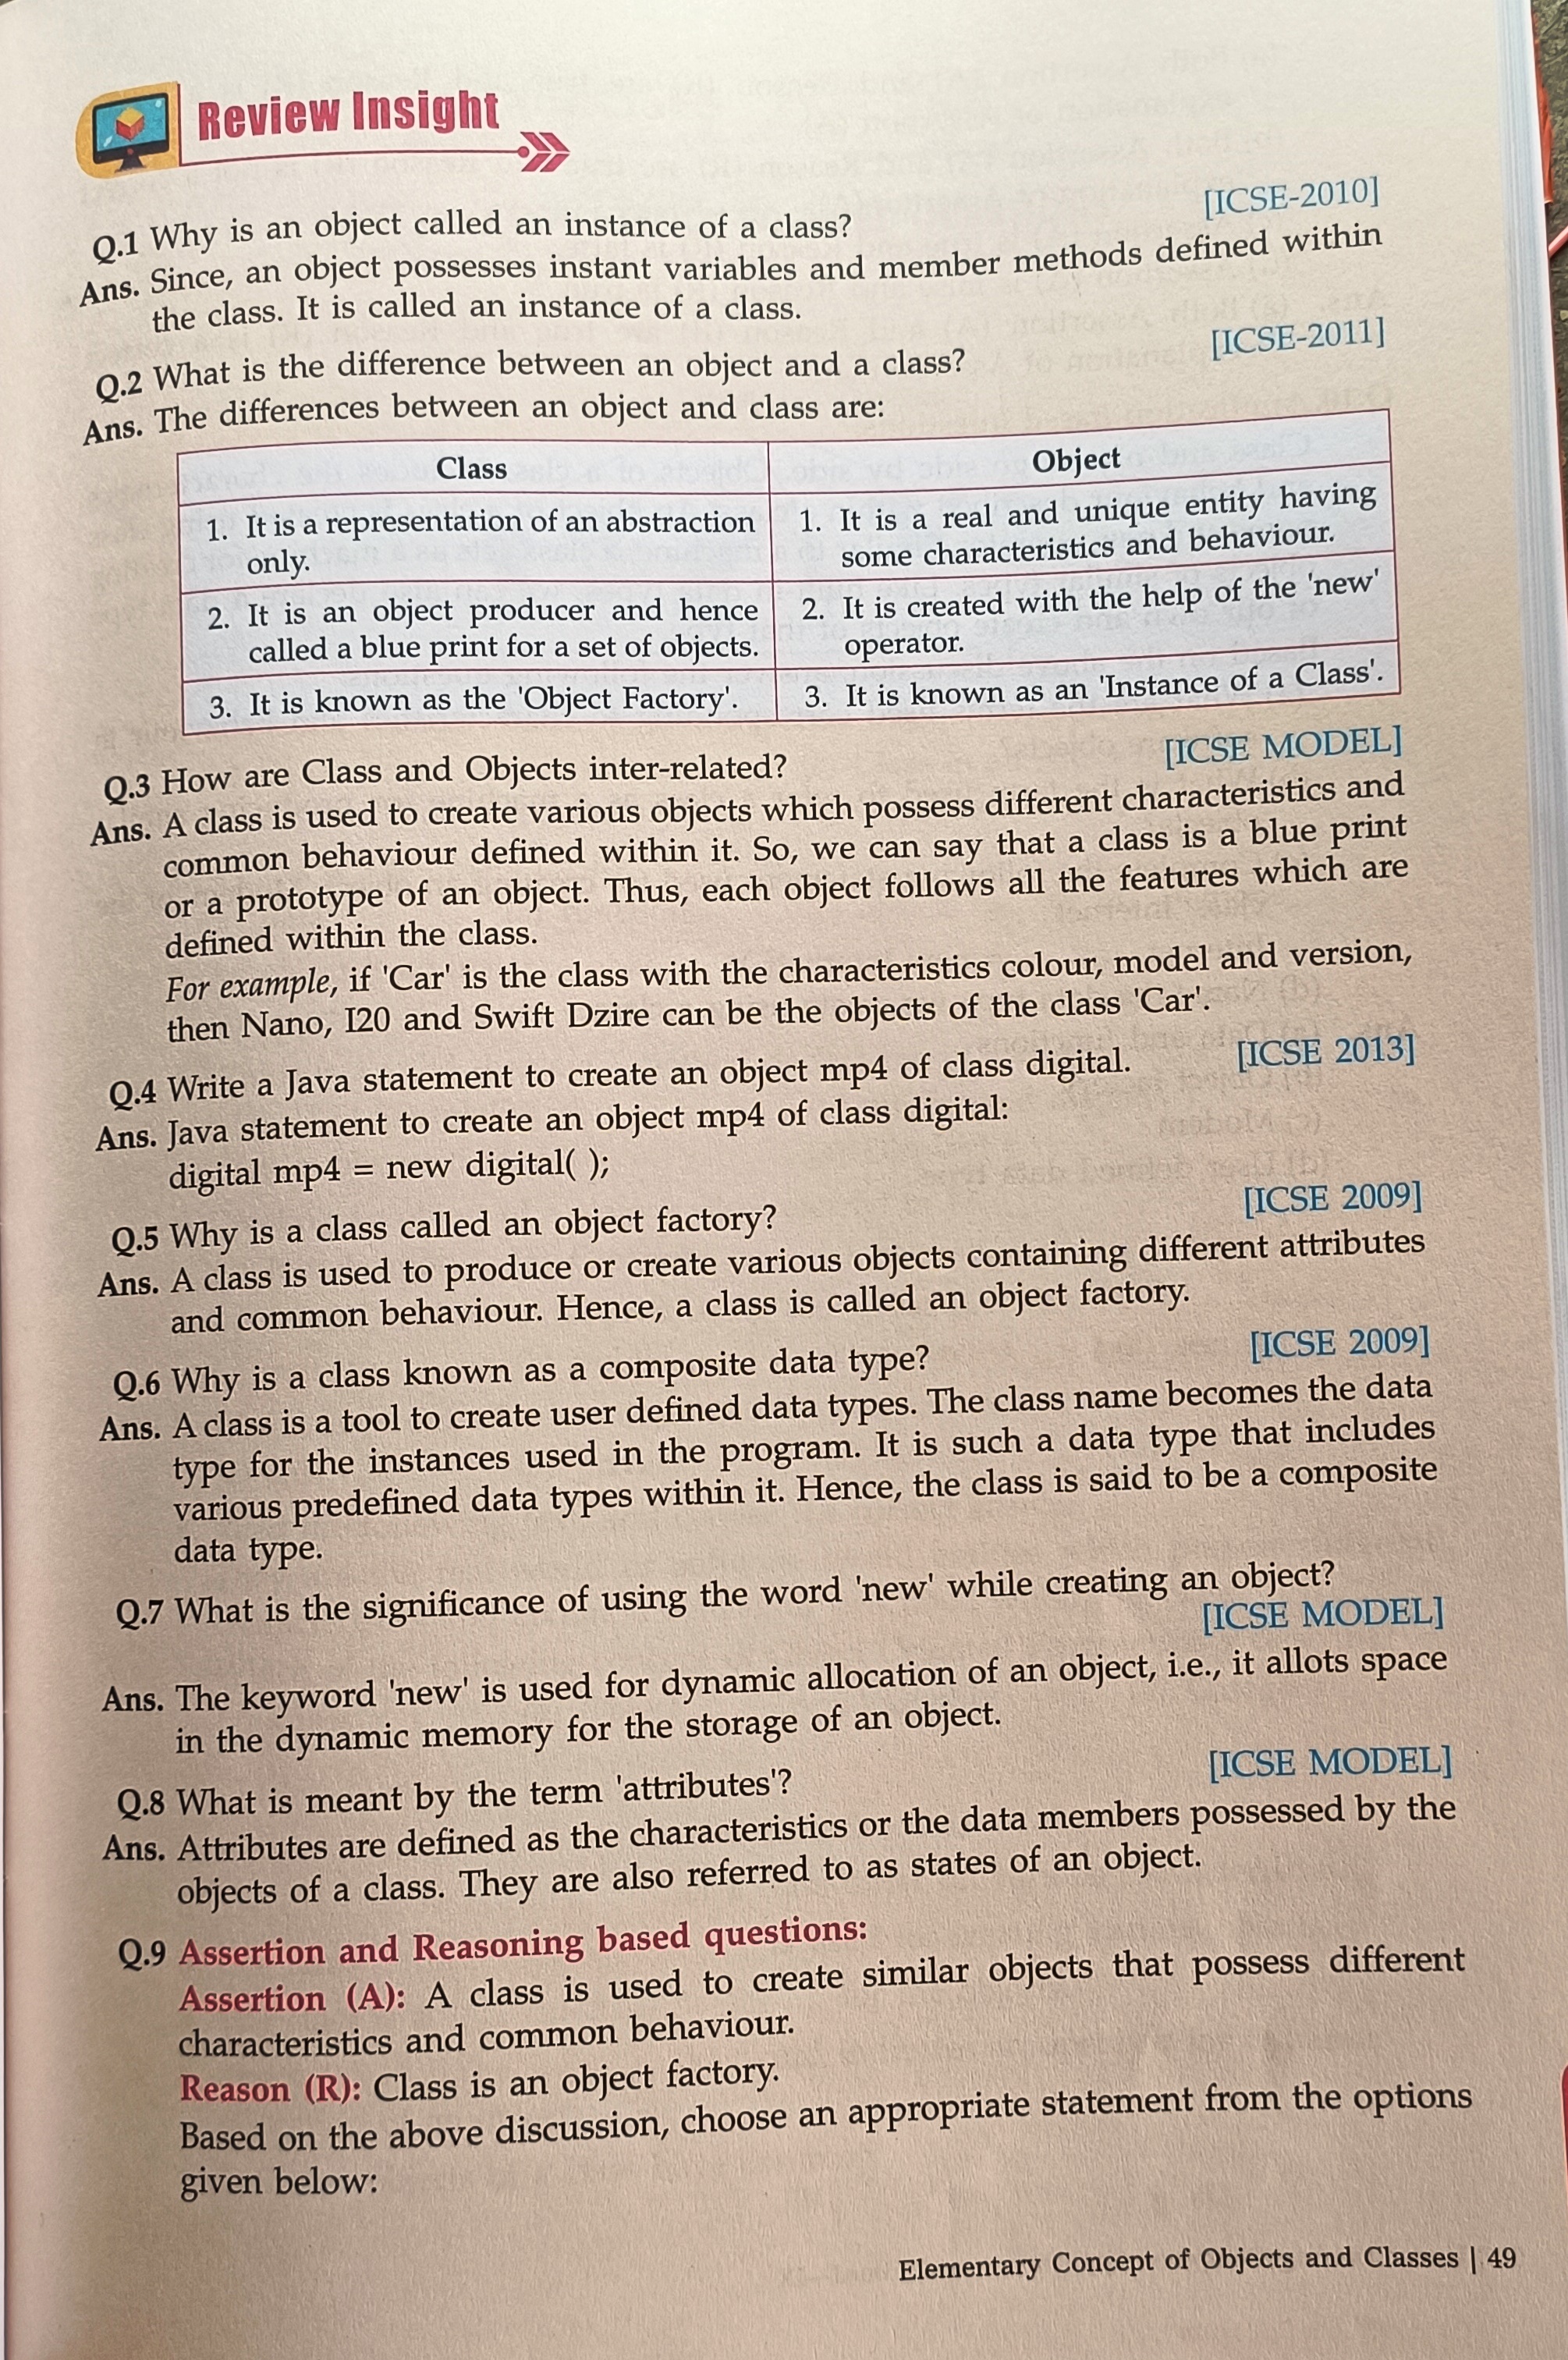 Review Insight
Q.1 Why is an object called an instance of a class? [ICSE-2010]
Ans. Since, an object possesses instant variables and member methods defined within
the class. It is called an instance of a class.
Q.2 What is the difference between an object and a class? [ICSE-2011]
Ans. The differences between an object and class are:
Class Object
1. It is a representation of an abstraction
only.
1. It is a real and unique entity having
some characteristics and behaviour.
2. It is an object producer and hence
called a blue print for a set of objects.
2. It is created with the help of the 'new'
operator.
3. It is known as the 'Object Factory'.
3. It is known as an 'Instance of a Class'.
Q.3 How are Class and Objects inter-related? [ICSE MODEL]
Ans. A class is used to create various objects which possess different characteristics and
common behaviour defined within it. So, we can say that a class is a blue print
or a prototype of an object. Thus, each object follows all the features which are
defined within the class.
For example, if 'Car' is the class with the characteristics colour, model and version,
then Nano, I20 and Swift Dzire can be the objects of the class 'Car'.
Q.4 Write a Java statement to create an object mp4 of class digital. [ICSE 2013]
Ans. Java statement to create an object mp4 of class digital:
digital mp4 = new digital( );
Q.5 Why is a class called an object factory? [ICSE 2009]
Ans. A class is used to produce or create various objects containing different attributes
and common behaviour. Hence, a class is called an object factory.
Q.6 Why is a class known as a composite data type? [ICSE 2009]
Ans. A class is a tool to create user defined data types. The class name becomes the data
type for the instances used in the program. It is such a data type that includes
various predefined data types within it. Hence, the class is said to be a composite
data type.
Q.7 What is the significance of using the word 'new' while creating an object?
[ICSE MODEL]
Ans. The keyword 'new' is used for dynamic allocation of an object, i.e., it allots space
in the dynamic memory for the storage of an object.
Q.8 What is meant by the term 'attributes'? [ICSE MODEL]
Ans. Attributes are defined as the characteristics or the data members possessed by the
objects of a class. They are also referred to as states of an object.
Q.9 Assertion and Reasoning based questions:
Assertion (A): A class is used to create similar objects that possess different
characteristics and common behaviour.
Reason (R): Class is an object factory.
Based on the above discussion, choose an appropriate statement from the options
given below:
Elementary Concept of Objects and Classes | 49